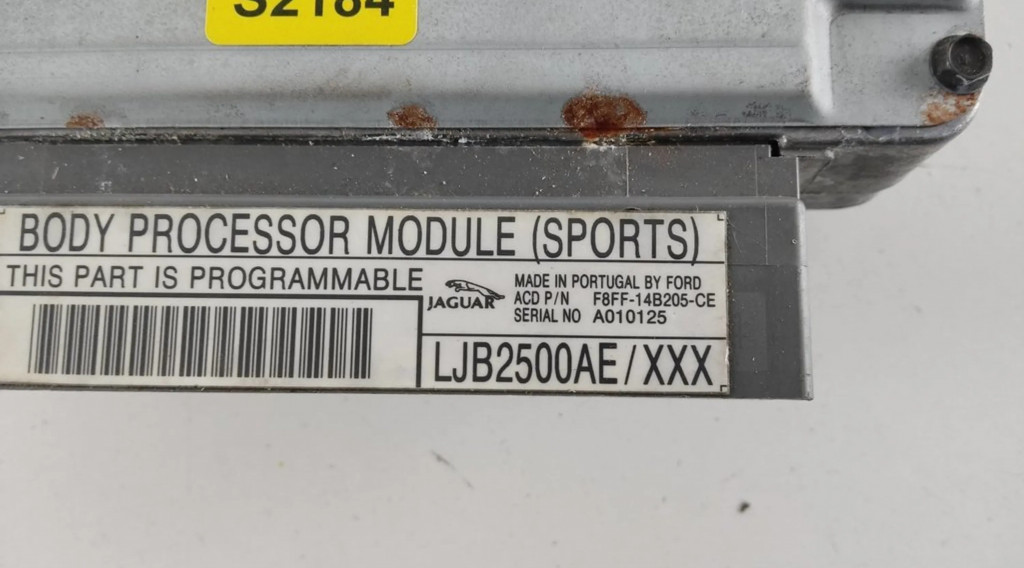 S2184
BODY PROCESSOR MODULE (SPORTS)
THIS PART IS PROGRAMMABLE
JAGUAR
MADE IN PORTUGAL BY FORD
ACD P/N F8FF-14B205-CE
SERIAL NO A010125
LJB2500AE/XXX